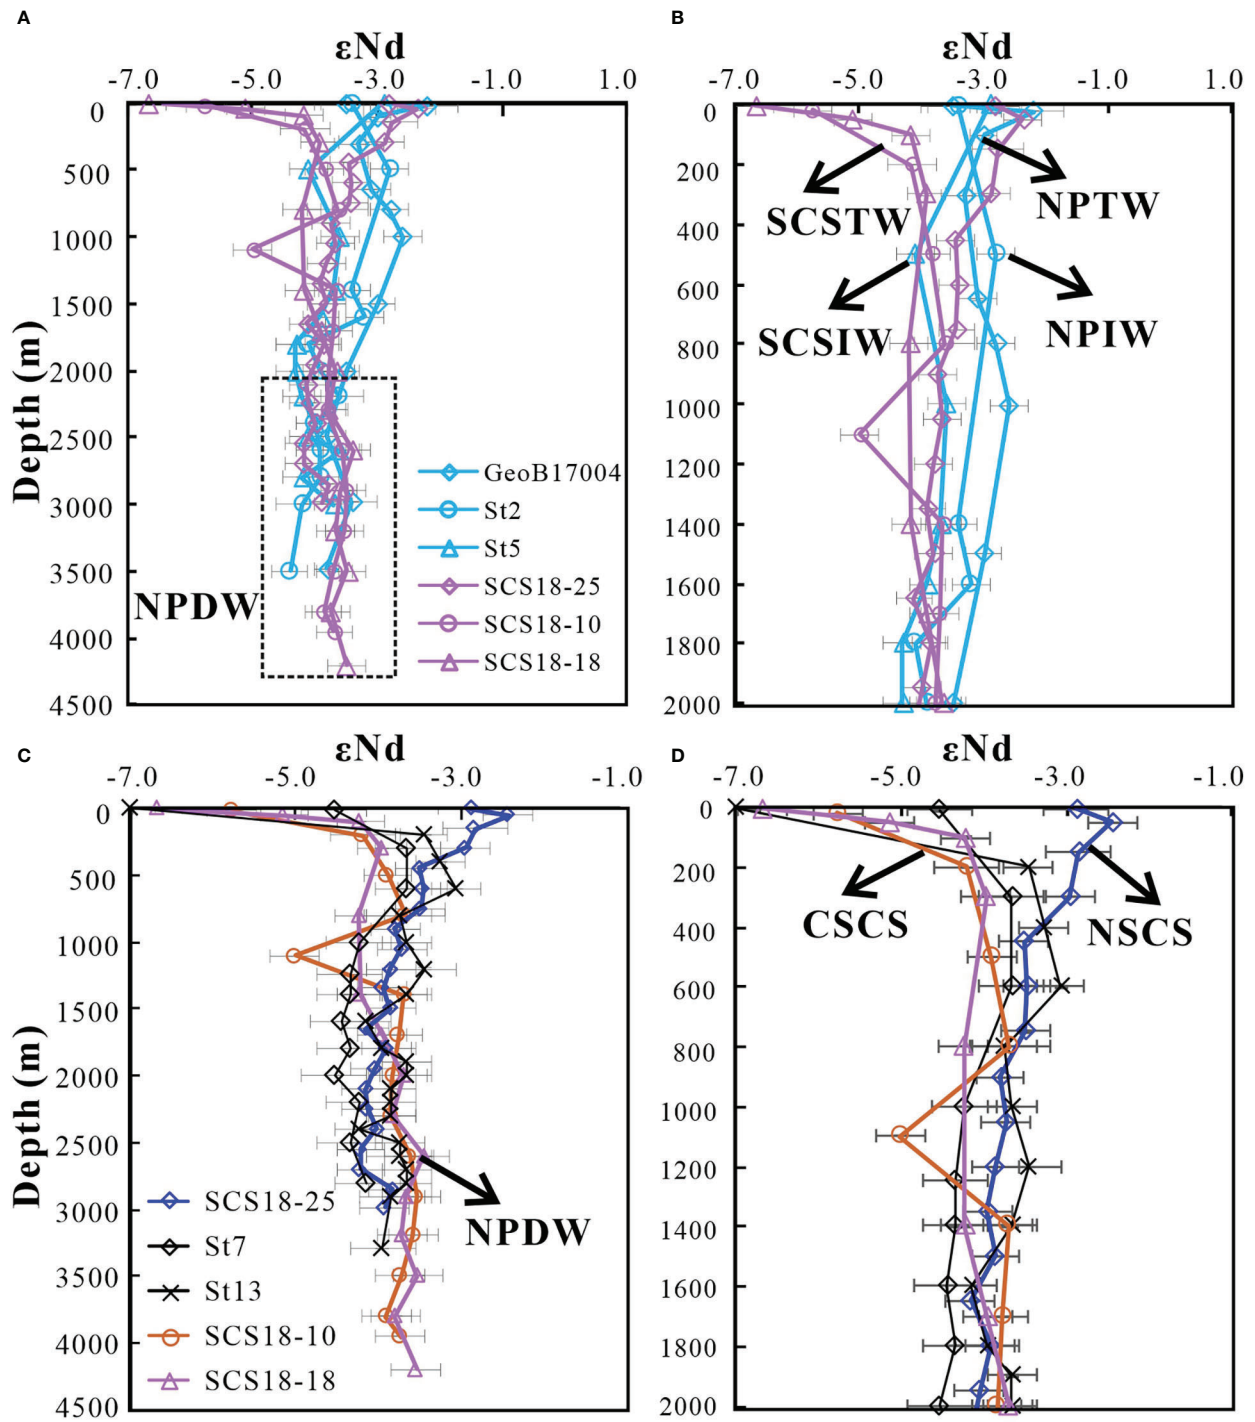 A
εNd
-7.0 -5.0 -3.0 -1.0 1.0
0
500
1000
1500
2000
2500
3000
3500
4000
4500
Depth (m)
GeoB17004
St2
St5
SCS18-25
SCS18-10
SCS18-18
NPDW
B
εNd
-7.0 -5.0 -3.0 -1.0 1.0
0
200
400
600
800
1000
1200
1400
1600
1800
2000
SCSTW
NPTW
SCSIW
NPIW
C
εNd
-7.0 -5.0 -3.0 -1.0
0
500
1000
1500
2000
2500
3000
3500
4000
4500
Depth (m)
SCS18-25
St7
St13
SCS18-10
SCS18-18
NPDW
D
εNd
-7.0 -5.0 -3.0 -1.0
0
200
400
600
800
1000
1200
1400
1600
1800
2000
CSCS
NSCS